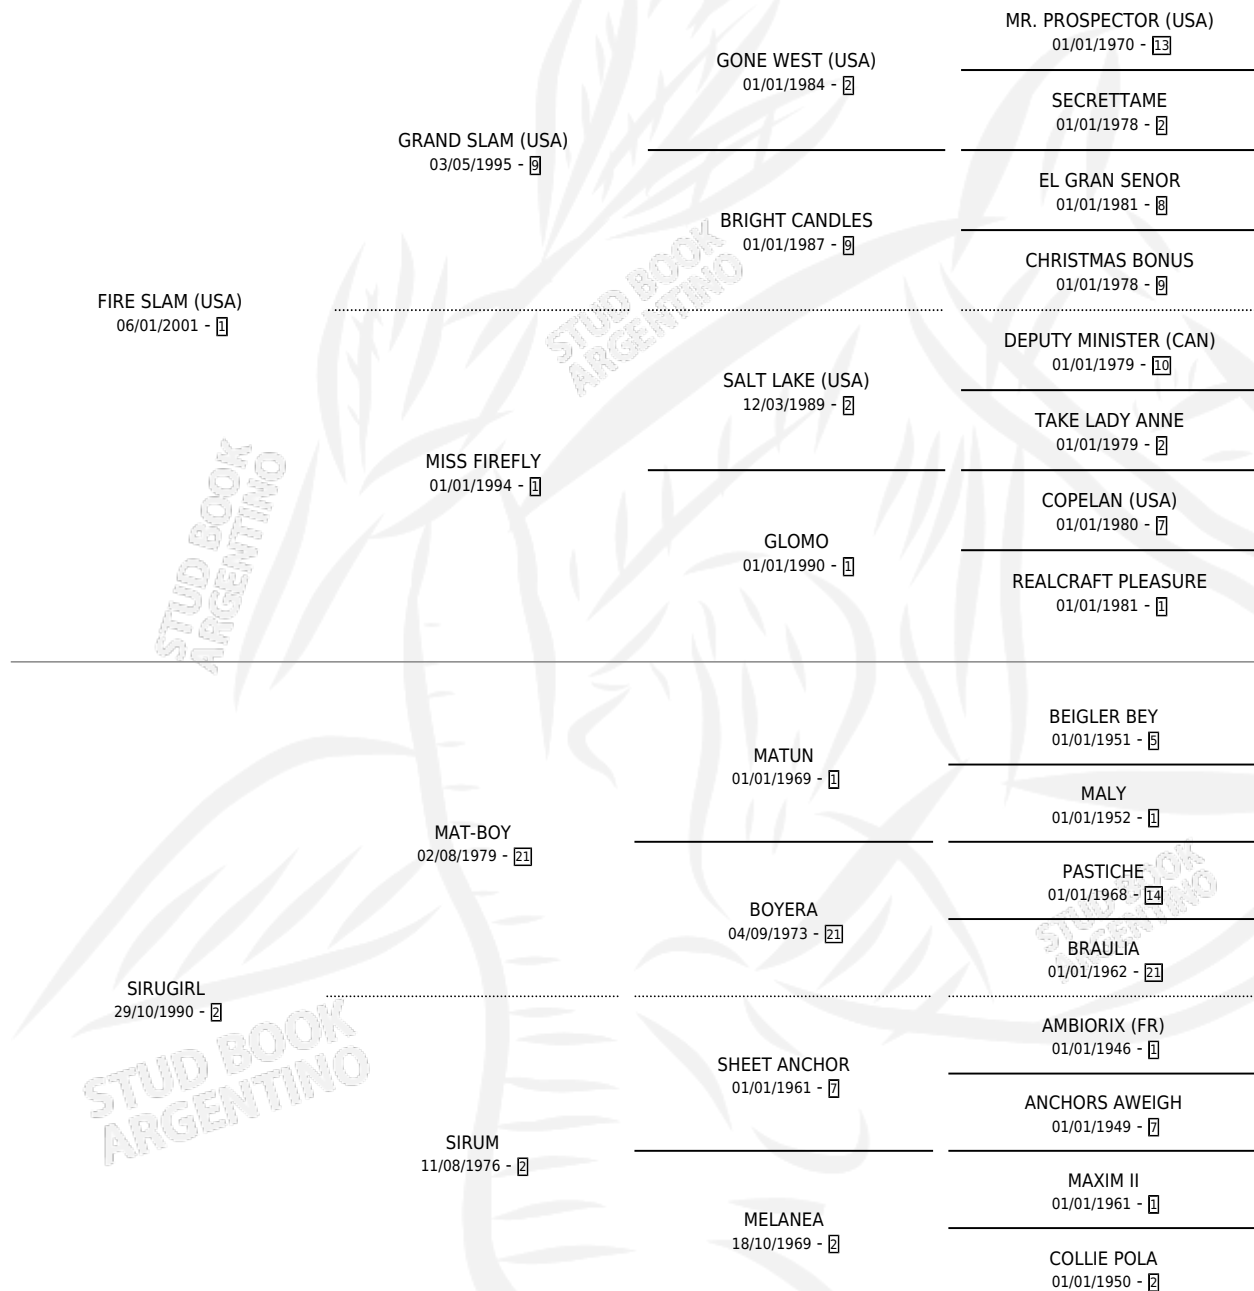 FIRE SLAM (USA)
06/01/2001 - 1
GRAND SLAM (USA)
03/05/1995 - 9
GONE WEST (USA)
01/01/1984 - 2
MR. PROSPECTOR (USA)
01/01/1970 - 13
SECRETTAME
01/01/1978 - 2
BRIGHT CANDLES
01/01/1987 - 9
EL GRAN SENOR
01/01/1981 - 8
CHRISTMAS BONUS
01/01/1978 - 9
MISS FIREFLY
01/01/1994 - 1
SALT LAKE (USA)
12/03/1989 - 2
DEPUTY MINISTER (CAN)
01/01/1979 - 10
TAKE LADY ANNE
01/01/1979 - 2
GLOMO
01/01/1990 - 1
COPELAN (USA)
01/01/1980 - 7
REALCRAFT PLEASURE
01/01/1981 - 1
SIRUGIRL
29/10/1990 - 2
MAT-BOY
02/08/1979 - 21
MATUN
01/01/1969 - 1
BEIGLER BEY
01/01/1951 - 5
MALY
01/01/1952 - 1
BOYERA
04/09/1973 - 21
PASTICHE
01/01/1968 - 14
BRAULIA
01/01/1962 - 21
SIRUM
11/08/1976 - 2
SHEET ANCHOR
01/01/1961 - 7
AMBIORIX (FR)
01/01/1946 - 1
ANCHORS AWEIGH
01/01/1949 - 7
MELANEA
18/10/1969 - 2
MAXIM II
01/01/1961 - 1
COLLIE POLA
01/01/1950 - 2
STUD BOOK
ARGENTINO
STUD BOOK
ARGENTINO
STUD BOOK
ARGENTINO
STUD BOOK
ARGENTINO